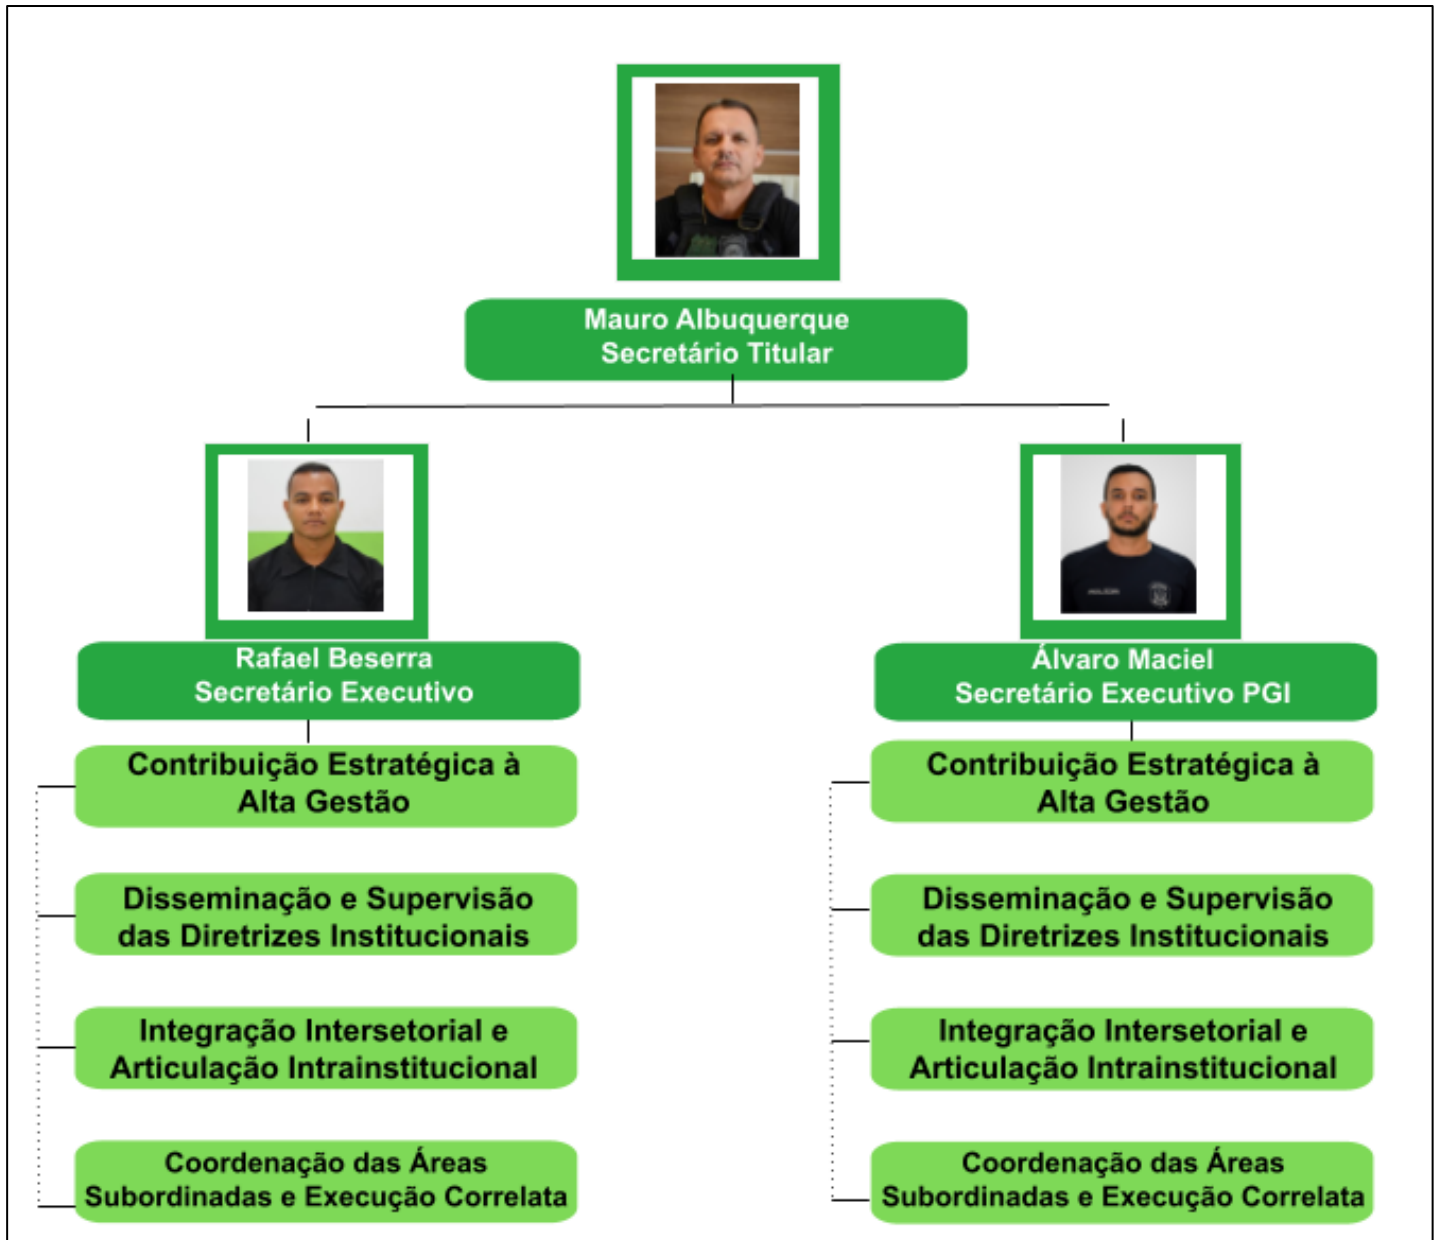 Mauro Albuquerque
Secretário Titular
Rafael Beserra
Secretário Executivo
Contribuição Estratégica à
Alta Gestão
Disseminação e Supervisão
das Diretrizes Institucionais
Integração Intersetorial e
Articulação Intrainstitucional
Coordenação das Áreas
Subordinadas e Execução Correlata
Álvaro Maciel
Secretário Executivo PGI
Contribuição Estratégica à
Alta Gestão
Disseminação e Supervisão
das Diretrizes Institucionais
Integração Intersetorial e
Articulação Intrainstitucional
Coordenação das Áreas
Subordinadas e Execução Correlata